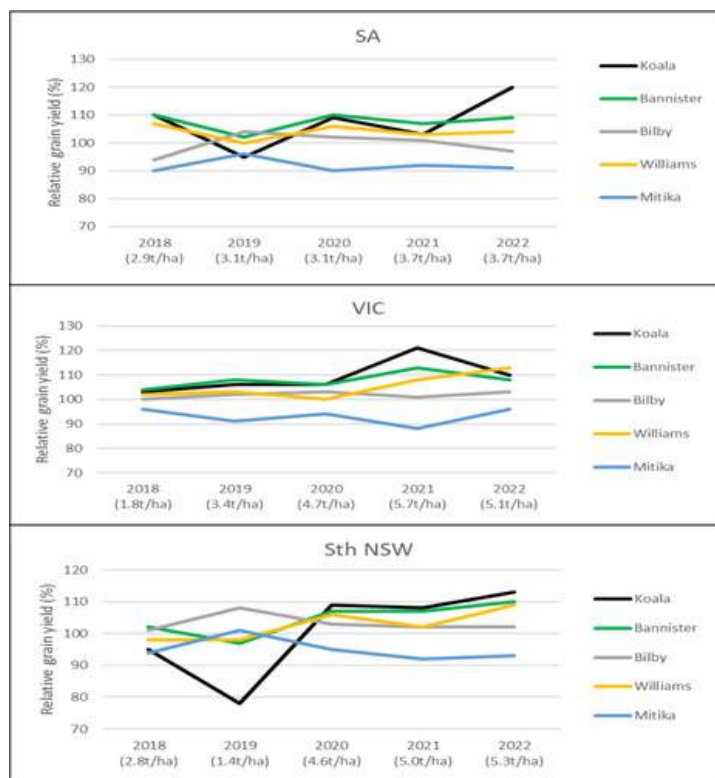 SA
Relative grain yield (%)
130
120
110
100
90
80
70
2018 2019 2020 2021 2022
(2.9t/ha) (3.1t/ha) (3.1t/ha) (3.7t/ha) (3.7t/ha)
Koala
Bannister
Bilby
Williams
Mitika
VIC
Relative grain yield (%)
130
120
110
100
90
80
70
2018 2019 2020 2021 2022
(1.8t/ha) (3.4t/ha) (4.7t/ha) (5.7t/ha) (5.1t/ha)
Koala
Bannister
Bilby
Williams
Mitika
Sth NSW
Relative grain yield (%)
120
110
100
90
80
70
2018 2019 2020 2021 2022
(2.8t/ha) (1.4t/ha) (4.6t/ha) (5.0t/ha) (5.3t/ha)
Koala
Bannister
Bilby
Williams
Mitika